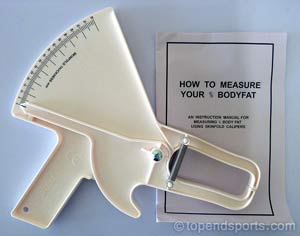 HOW TO MEASURE
YOUR % BODYFAT
AN INSTRUCTION MANUAL FOR
MEASURING % BODY FAT
USING SKINFOLD CALIPERS
© topendsports.com